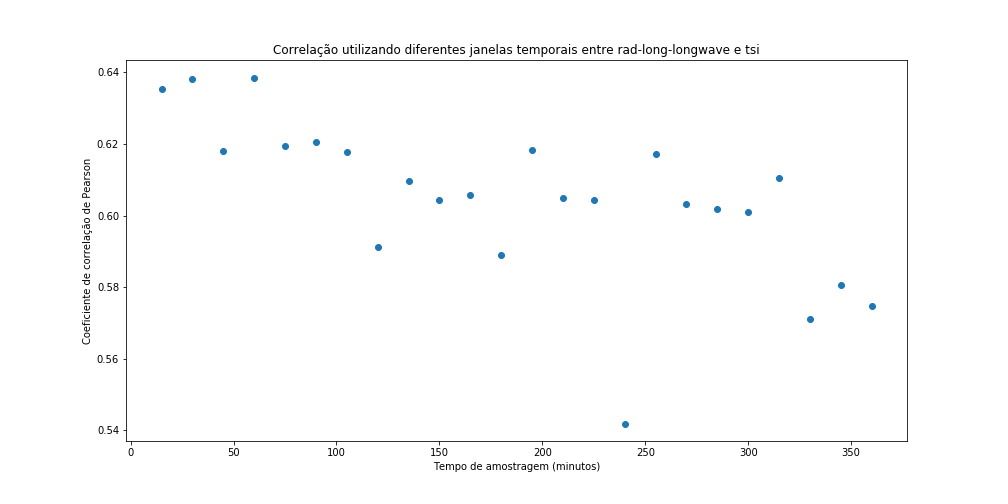 Correlação utilizando diferentes janelas temporais entre rad-long-longwave e tsi
0.64
0.62
0.60
0.58
0.56
0.54
Coeficiente de correlação de Pearson
0 50 100 150 200 250 300 350
Tempo de amostragem (minutos)